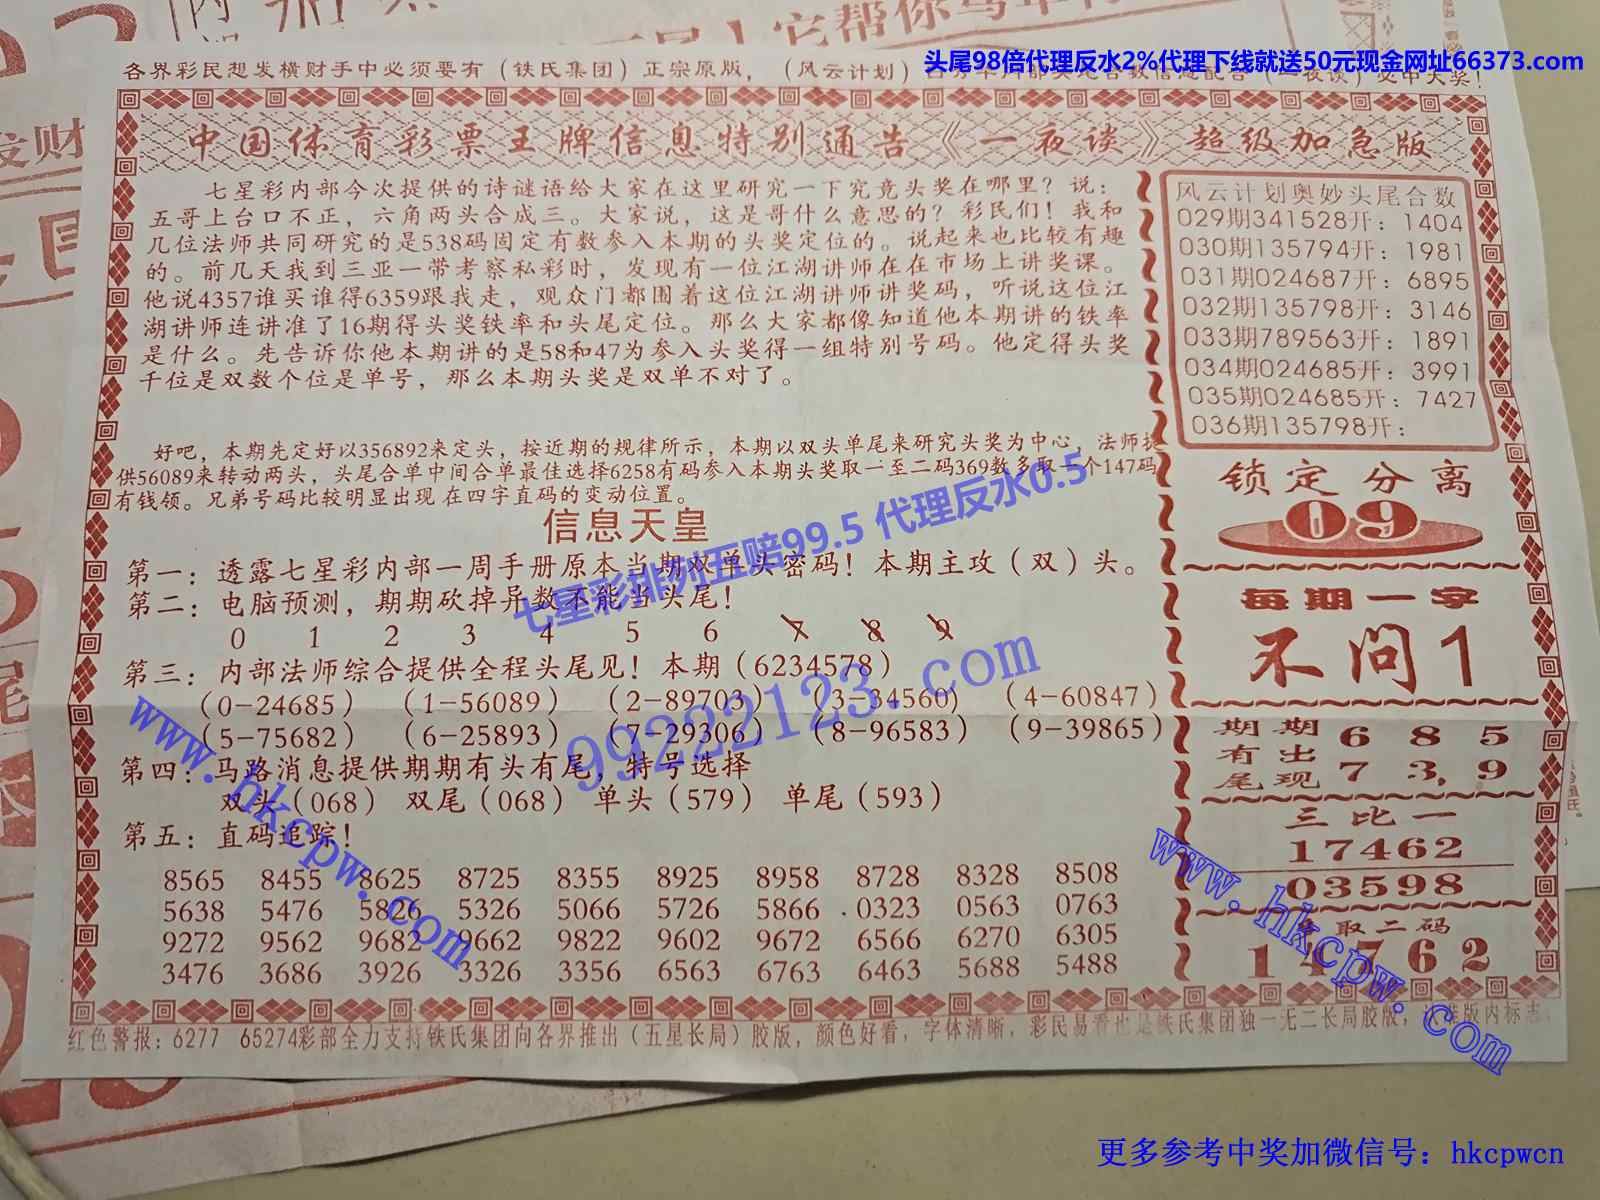 头尾98倍代理反水2%代理下线就送50元现金网址66373.com
各界彩民想发横财手中必须要有（铁氏集团）正宗原版，（风云计划）
中国体育彩票王牌信息特别通告《一夜谈》超级加急版
七星彩内部今次提供的诗谜语给大家在这里研究一下究竟头奖在哪里？说：
五哥上台口不正，六角两头合成三。大家说，这是哥什么意思的？彩民们！我和
几位法师共同研究的是538码固定有数参入本期的头奖定位的。说起来也比较有趣
的。前几天我到三亚一带考察私彩时，发现有一位江湖讲师在在市场上讲奖课。
他说4357谁买谁得6359跟我走，观众门都围着这位江湖讲师讲奖码，听说这位江
湖讲师连讲准了16期得头奖铁率和头尾定位。那么大家都像知道他本期讲的铁率
是什么。先告诉你他本期讲的是58和47为参入头奖得一组特别号码。他定得头奖
千位是双数个位是单号，那么本期头奖是双单不对了。
好吧，本期先定好以356892来定头，按近期的规律所示，本期以双头单尾来研究头奖为中心，法师提
供56089来转动两头，头尾合单中间合单最佳选择6258有码参入本期头奖取一至二码369数多取一个147码
有钱领。兄弟号码比较明显出现在四字直码的变动位置。
信息天皇
第一：透露七星彩内部一周手册原本当期双单头密码！本期主攻（双）头。
第二：电脑预测，期期砍掉异数不能当头尾！
0 1 2 3 4 5 6 7 8 9
第三：内部法师综合提供全程头尾见！本期（6234578）
（0-24685）（1-56089）（2-89703）（3-34560）（4-60847）
（5-75682）（6-25893）（7-29306）（8-96583）（9-39865）
第四：马路消息提供期期有头有尾，特号选择
双头（068） 双尾（068） 单头（579） 单尾（593）
第五：直码追踪！
8565 8455 8625 8725 8355 8925 8958 8728 8328 8508
5638 5476 5826 5326 5066 5726 5866 0323 0563 0763
9272 9562 9682 9662 9822 9602 9672 6566 6270 6305
3476 3686 3926 3326 3356 6563 6763 6463 5688 5488
风云计划奥妙头尾合数
029期341528开：1404
030期135794开：1981
031期024687开：6895
032期135798开：3146
033期789563开：1891
034期024685开：3991
035期024685开：7427
036期135798开：
锁定分离
09
每期一字
不问1
期期 6 8 5
有出
尾现 7 3，9
三比一
17462
03598
取二码
14762
红色警报：6277 65274彩部全力支持铁氏集团向各界推出（五星长局）胶版，颜色好看，字体清晰，彩民易看也是铁氏集团独一无二长局胶版，认准版内标志。
七星彩排列五赔99.5 代理反水0.5
99222123.com
www.hkcpw.com
www.hkcpw.com
更多参考中奖加微信号：hkcpwcn